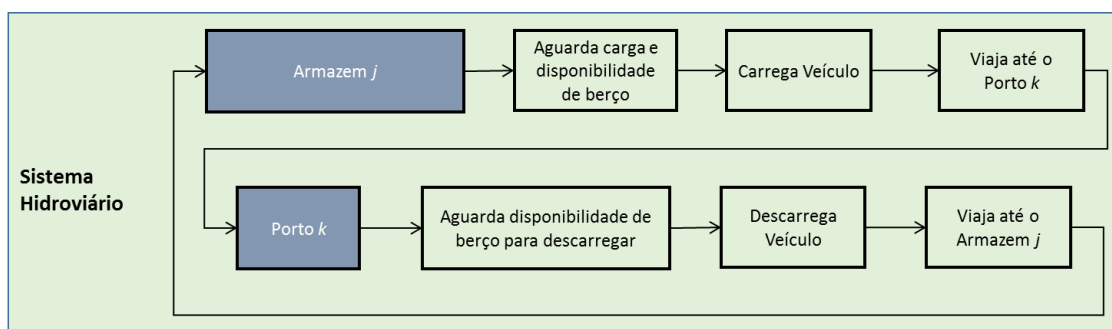 Sistema
Hidroviário
Armazem j
Aguarda carga e
disponibilidade
de berço
Carrega Veículo
Viaja até o
Porto k
Porto k
Aguarda disponibilidade de
berço para descarregar
Descarrega
Veículo
Viaja até o
Armazem j